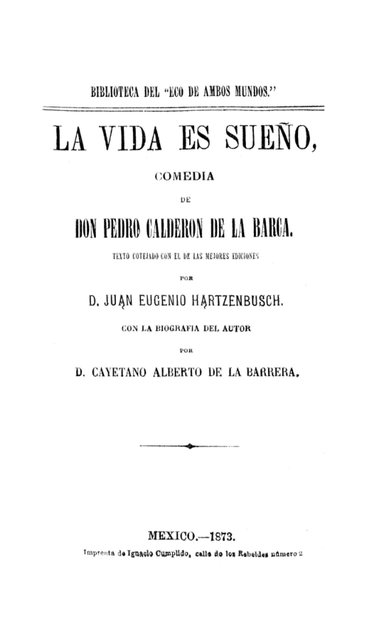 BIBLIOTECA DEL "ECO DE AMBOS MUNDOS."
LA VIDA ES SUEÑO,
COMEDIA
DE
DON PEDRO CALDERON DE LA BARCA.
TEXTO COTEJADO CON EL DE LAS MEJORES EDICIONES
POR
D. JUAN EUGENIO HARTZENBUSCH.
CON LA BIOGRAFIA DEL AUTOR
POR
D. CAYETANO ALBERTO DE LA BARRERA.
MEXICO.—1873.
Imprenta de Ignacio Cumplido, calle de los Rebeldes número 2